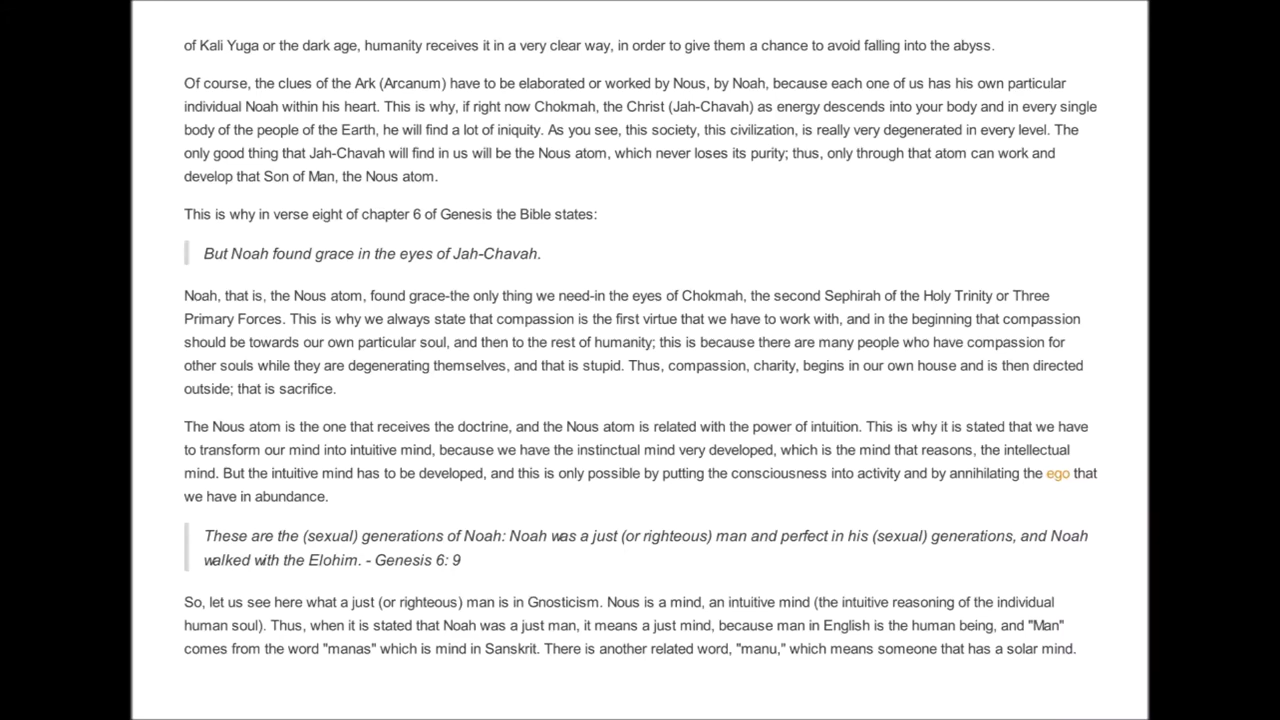 of Kali Yuga or the dark age, humanity receives it in a very clear way, in order to give them a chance to avoid falling into the abyss.
Of course, the clues of the Ark (Arcanum) have to be elaborated or worked by Nous, by Noah, because each one of us has his own particular
individual Noah within his heart. This is why, if right now Chokmah, the Christ (Jah-Chavah) as energy descends into your body and in every single
body of the people of the Earth, he will find a lot of iniquity. As you see, this society, this civilization, is really very degenerated in every level. The
only good thing that Jah-Chavah will find in us will be the Nous atom, which never loses its purity; thus, only through that atom can work and
develop that Son of Man, the Nous atom.
This is why in verse eight of chapter 6 of Genesis the Bible states:
But Noah found grace in the eyes of Jah-Chavah.
Noah, that is, the Nous atom, found grace-the only thing we need-in the eyes of Chokmah, the second Sephirah of the Holy Trinity or Three
Primary Forces. This is why we always state that compassion is the first virtue that we have to work with, and in the beginning that compassion
should be towards our own particular soul, and then to the rest of humanity; this is because there are many people who have compassion for
other souls while they are degenerating themselves, and that is stupid. Thus, compassion, charity, begins in our own house and is then directed
outside; that is sacrifice.
The Nous atom is the one that receives the doctrine, and the Nous atom is related with the power of intuition. This is why it is stated that we have
to transform our mind into intuitive mind, because we have the instinctual mind very developed, which is the mind that reasons, the intellectual
mind. But the intuitive mind has to be developed, and this is only possible by putting the consciousness into activity and by annihilating the ego that
we have in abundance.
These are the (sexual) generations of Noah: Noah was a just (or righteous) man and perfect in his (sexual) generations, and Noah
walked with the Elohim. - Genesis 6: 9
So, let us see here what a just (or righteous) man is in Gnosticism. Nous is a mind, an intuitive mind (the intuitive reasoning of the individual
human soul). Thus, when it is stated that Noah was a just man, it means a just mind, because man in English is the human being, and "Man"
comes from the word "manas" which is mind in Sanskrit. There is another related word, "manu," which means someone that has a solar mind.